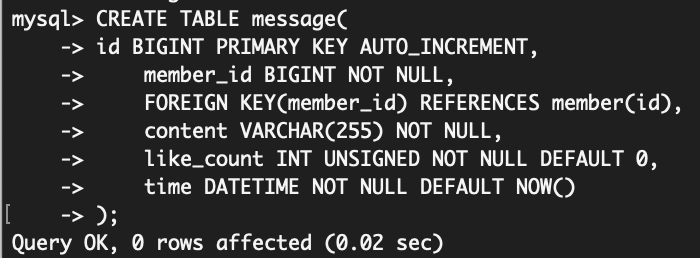 mysql> CREATE TABLE message(
    -> id BIGINT PRIMARY KEY AUTO_INCREMENT,
    ->     member_id BIGINT NOT NULL,
    ->     FOREIGN KEY(member_id) REFERENCES member(id),
    ->     content VARCHAR(255) NOT NULL,
    ->     like_count INT UNSIGNED NOT NULL DEFAULT 0,
    ->     time DATETIME NOT NULL DEFAULT NOW()
[    -> );
Query OK, 0 rows affected (0.02 sec)